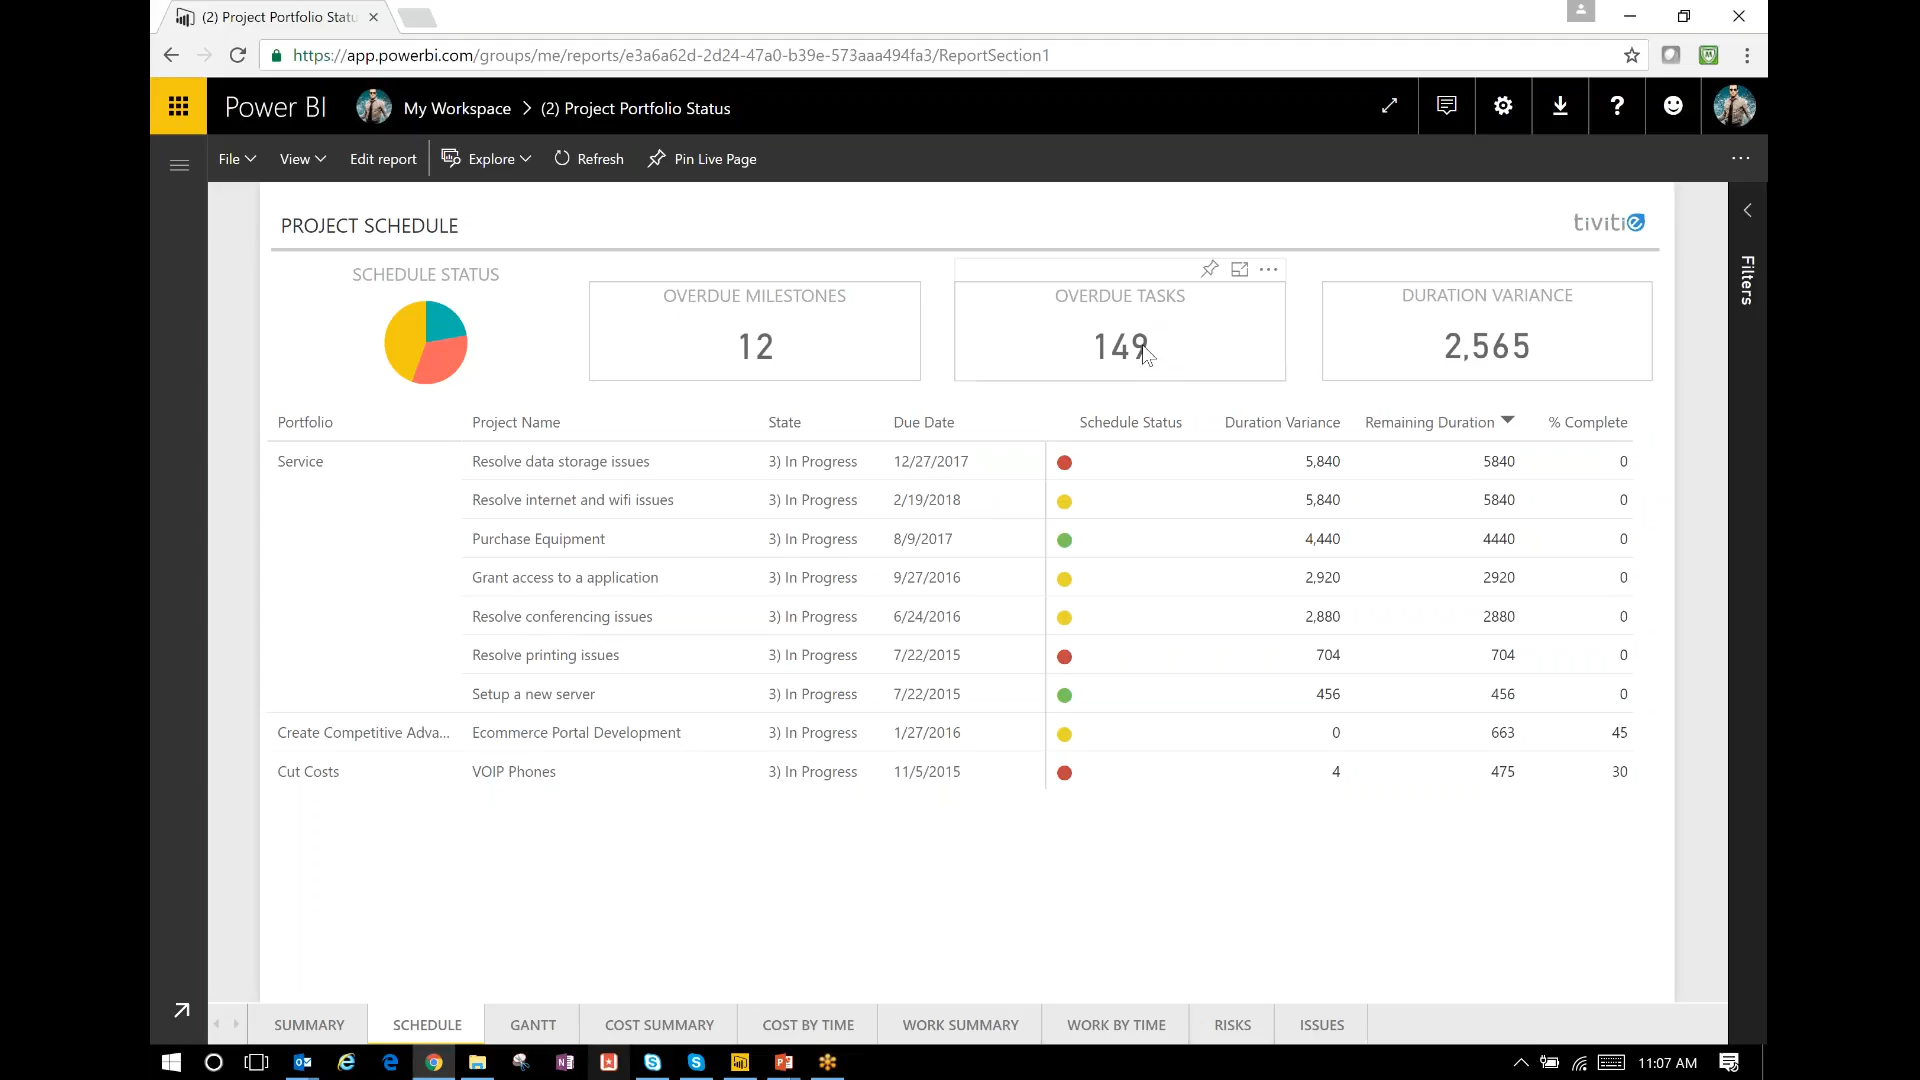 (2) Project Portfolio Statu
https://app.powerbi.com/groups/me/reports/e3a6a62d-2d24-47a0-b39e-573aaa494fa3/ReportSection1
Power BI My Workspace > (2) Project Portfolio Status ?
File View Edit report Explore Refresh Pin Live Page ...
PROJECT SCHEDULE tivitie
SCHEDULE STATUS
OVERDUE MILESTONES
12
OVERDUE TASKS
149
DURATION VARIANCE
2,565
Filters
Portfolio Project Name State Due Date Schedule Status Duration Variance Remaining Duration % Complete
Service Resolve data storage issues 3) In Progress 12/27/2017 5,840 5840 0
Resolve internet and wifi issues 3) In Progress 2/19/2018 5,840 5840 0
Purchase Equipment 3) In Progress 8/9/2017 4,440 4440 0
Grant access to a application 3) In Progress 9/27/2016 2,920 2920 0
Resolve conferencing issues 3) In Progress 6/24/2016 2,880 2880 0
Resolve printing issues 3) In Progress 7/22/2015 704 704 0
Setup a new server 3) In Progress 7/22/2015 456 456 0
Create Competitive Adva... Ecommerce Portal Development 3) In Progress 1/27/2016 0 663 45
Cut Costs VOIP Phones 3) In Progress 11/5/2015 4 475 30
SUMMARY SCHEDULE GANTT COST SUMMARY COST BY TIME WORK SUMMARY WORK BY TIME RISKS ISSUES
11:07 AM